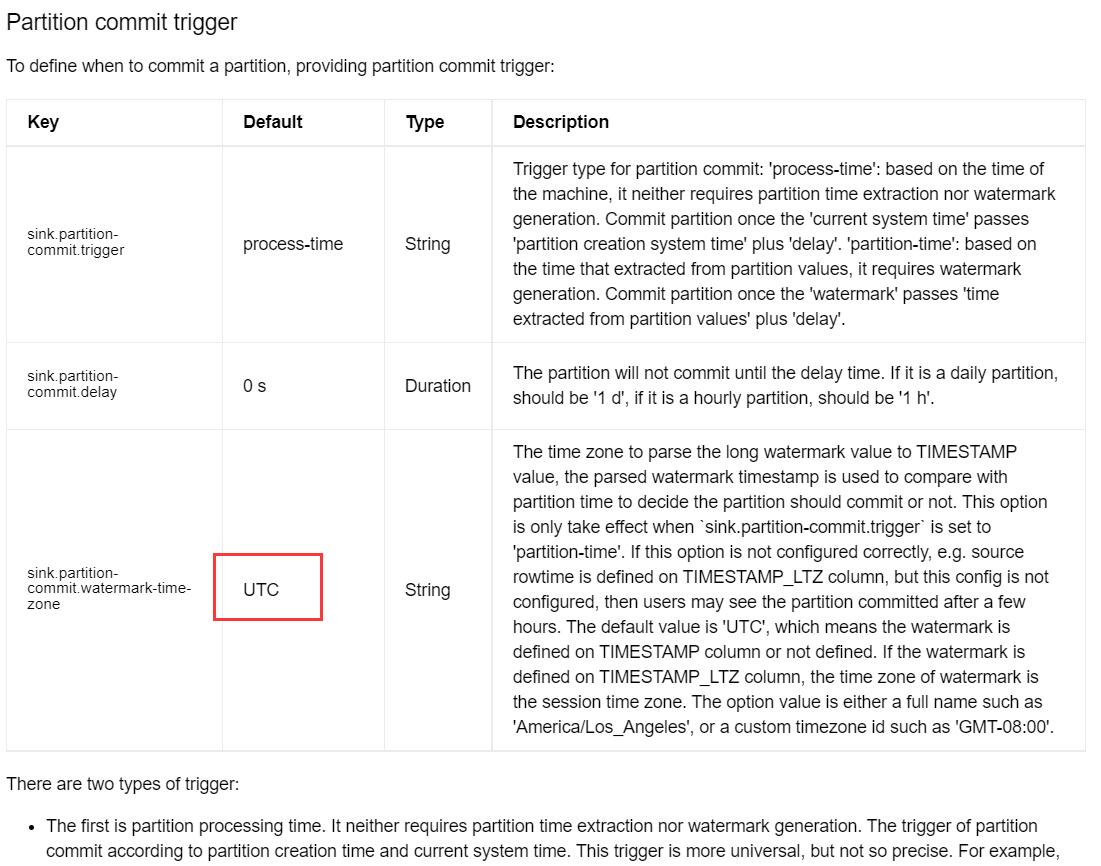 Partition commit trigger
To define when to commit a partition, providing partition commit trigger:
Key Default Type Description
sink.partition-
commit.trigger
process-time
String
Trigger type for partition commit: 'process-time': based on the time of
the machine, it neither requires partition time extraction nor watermark
generation. Commit partition once the 'current system time' passes
'partition creation system time' plus 'delay'. 'partition-time': based on
the time that extracted from partition values, it requires watermark
generation. Commit partition once the 'watermark' passes 'time
extracted from partition values' plus 'delay'.
sink.partition-
commit.delay
0 s
Duration
The partition will not commit until the delay time. If it is a daily partition,
should be '1 d', if it is a hourly partition, should be '1 h'.
sink.partition-
commit.watermark-time-
zone
UTC
String
The time zone to parse the long watermark value to TIMESTAMP
value, the parsed watermark timestamp is used to compare with
partition time to decide the partition should commit or not. This option
is only take effect when `sink.partition-commit.trigger` is set to
'partition-time'. If this option is not configured correctly, e.g. source
rowtime is defined on TIMESTAMP_LTZ column, but this config is not
configured, then users may see the partition committed after a few
hours. The default value is 'UTC', which means the watermark is
defined on TIMESTAMP column or not defined. If the watermark is
defined on TIMESTAMP_LTZ column, the time zone of watermark is
the session time zone. The option value is either a full name such as
'America/Los_Angeles', or a custom timezone id such as 'GMT-08:00'.
There are two types of trigger:
• The first is partition processing time. It neither requires partition time extraction nor watermark generation. The trigger of partition
commit according to partition creation time and current system time. This trigger is more universal, but not so precise. For example,